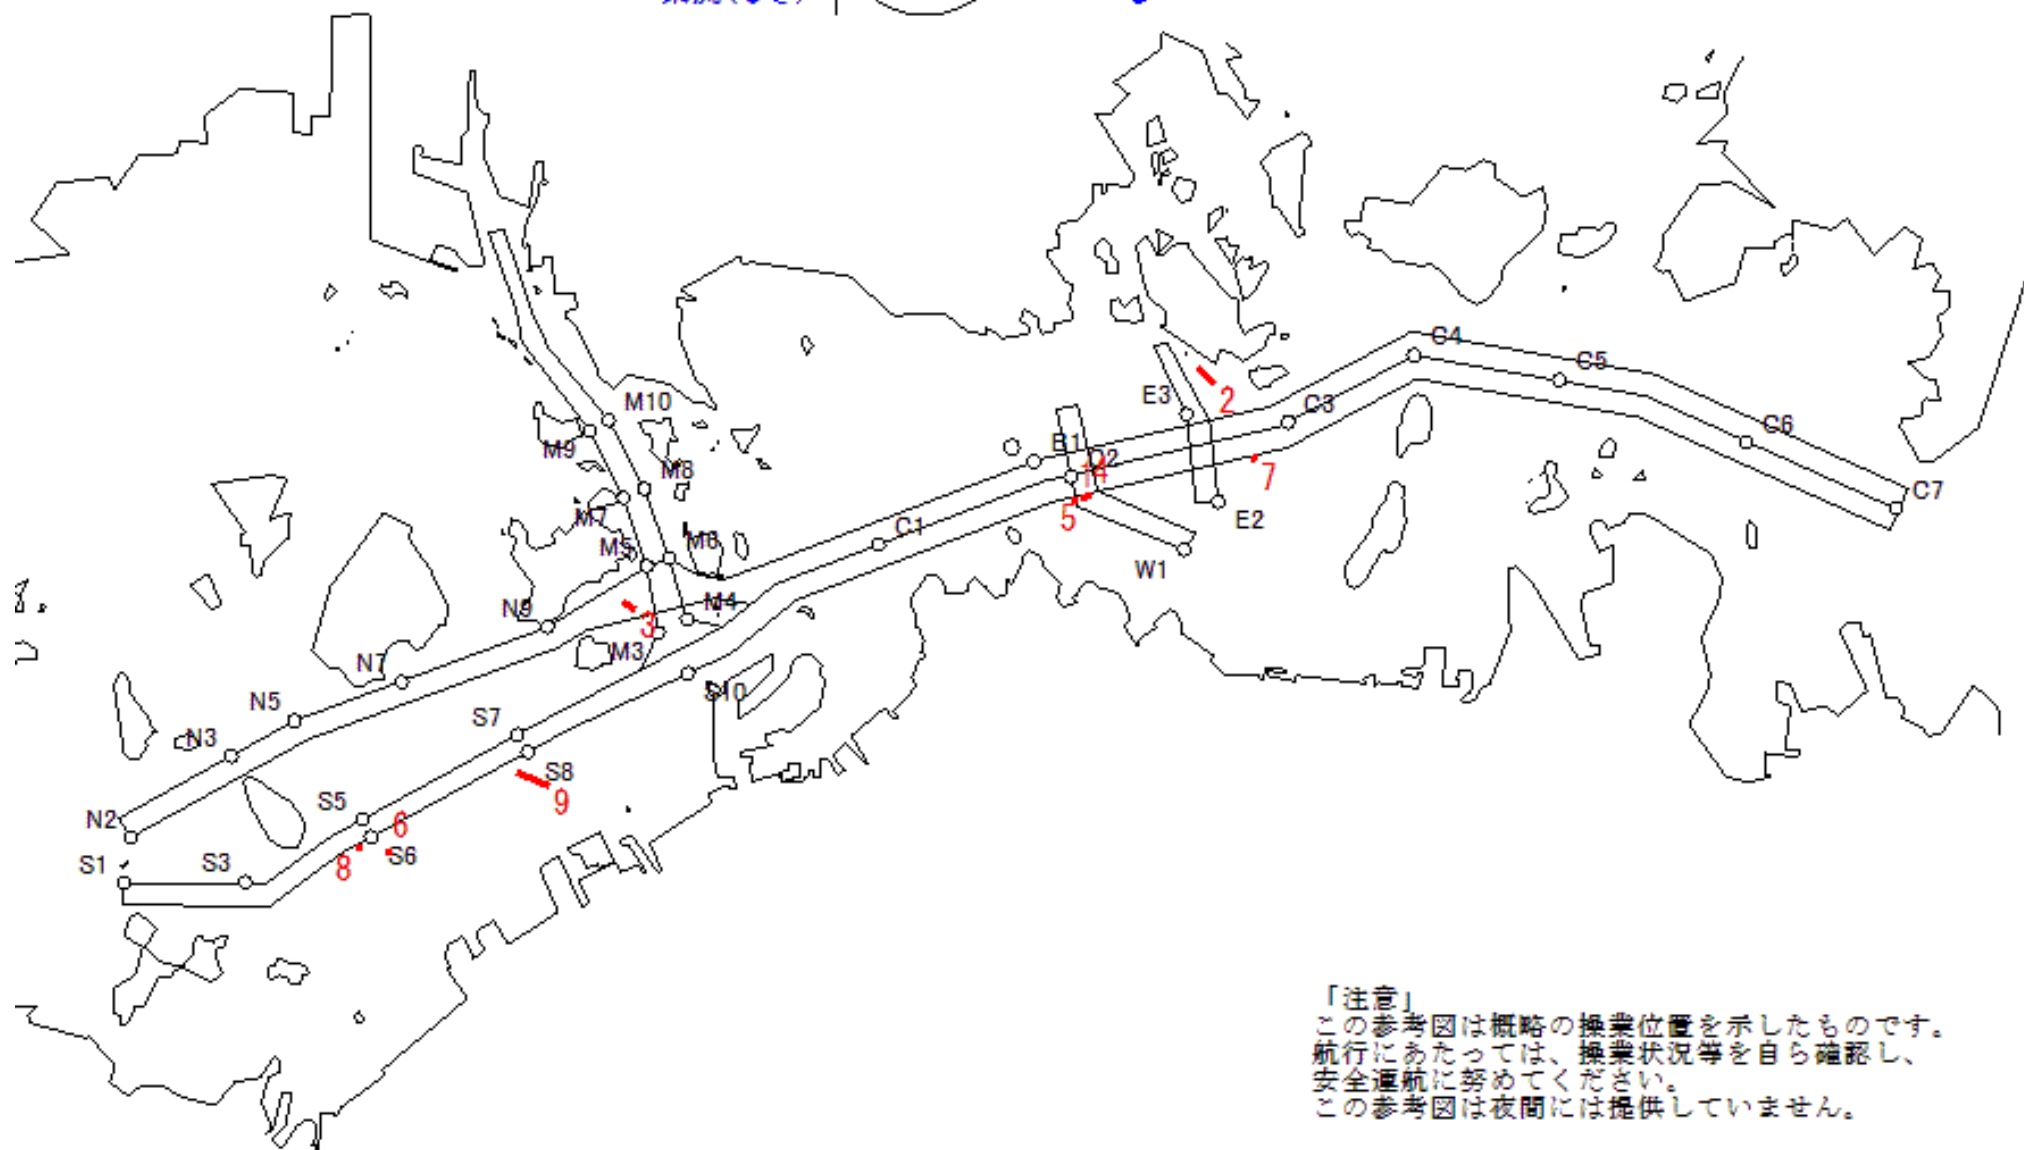 C4
C5
M10
E3
2
C3
C6
M9
B1
M8
D2
14
7
C7
M7
5
E2
C1
M5
M6
W1
N9
M4
3
M3
N7
S10
N5
S7
N3
S8
9
S5
N2
6
S6
8
S1
S3
「注意」
この参考図は概略の操業位置を示したものです。
航行にあたっては、操業状況等を自ら確認し、
安全運航に努めてください。
この参考図は夜間には提供していません。